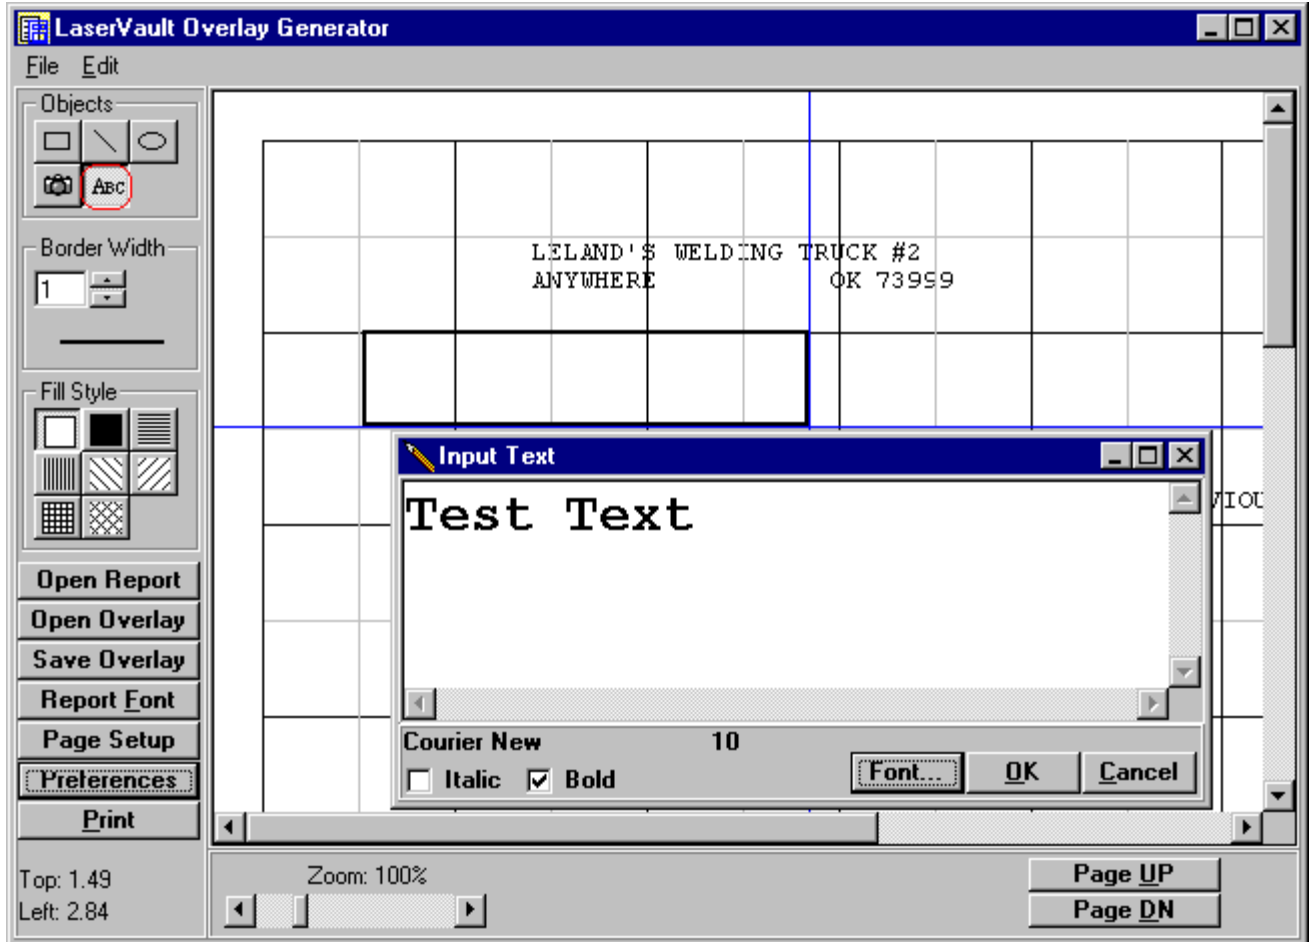 LaserVault Overlay Generator
File Edit
Objects
ABC
Border Width
1
Fill Style
Open Report
Open Overlay
Save Overlay
Report Font
Page Setup
Preferences
Print
Top: 1.49
Left: 2.84
LELAND'S WELDING TRUCK #2
ANYWHERE OK 73999
VIOU
Input Text
Test Text
Courier New 10
Italic Bold
Font... OK Cancel
Zoom: 100%
Page UP
Page DN